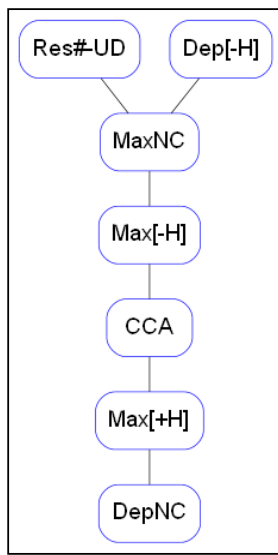 Res#-UD
Dep[-H]
MaxNC
Max[-H]
CCA
Max[+H]
DepNC